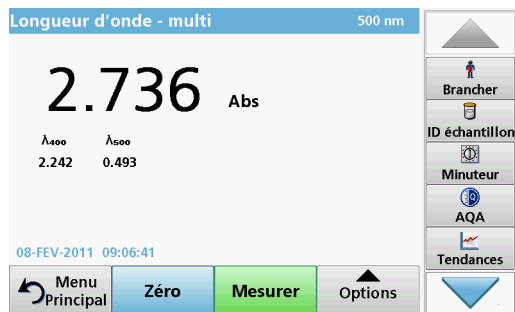 Longueur d'onde - multi 500 nm
2.736 Abs
λ400 λ500
2.242 0.493
08-FEV-2011 09:06:41
Menu
Principal
Zéro
Mesurer
Options
Brancher
ID échantillon
Minuteur
AQA
Tendances